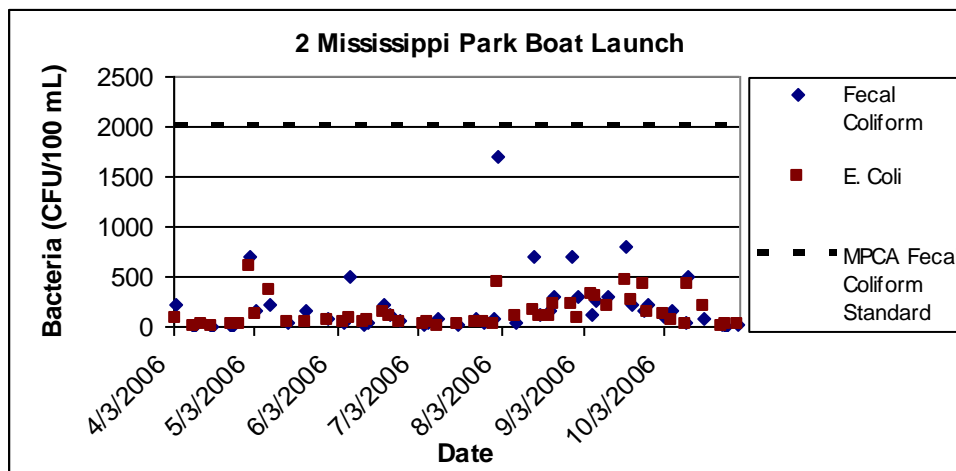 2 Mississippi Park Boat Launch
Bacteria (CFU/100 mL)
2500
2000
1500
1000
500
0
4/3/2006
5/3/2006
6/3/2006
7/3/2006
8/3/2006
9/3/2006
10/3/2006
Date
Fecal
Coliform
E. Coli
MPCA Fecal
Coliform
Standard